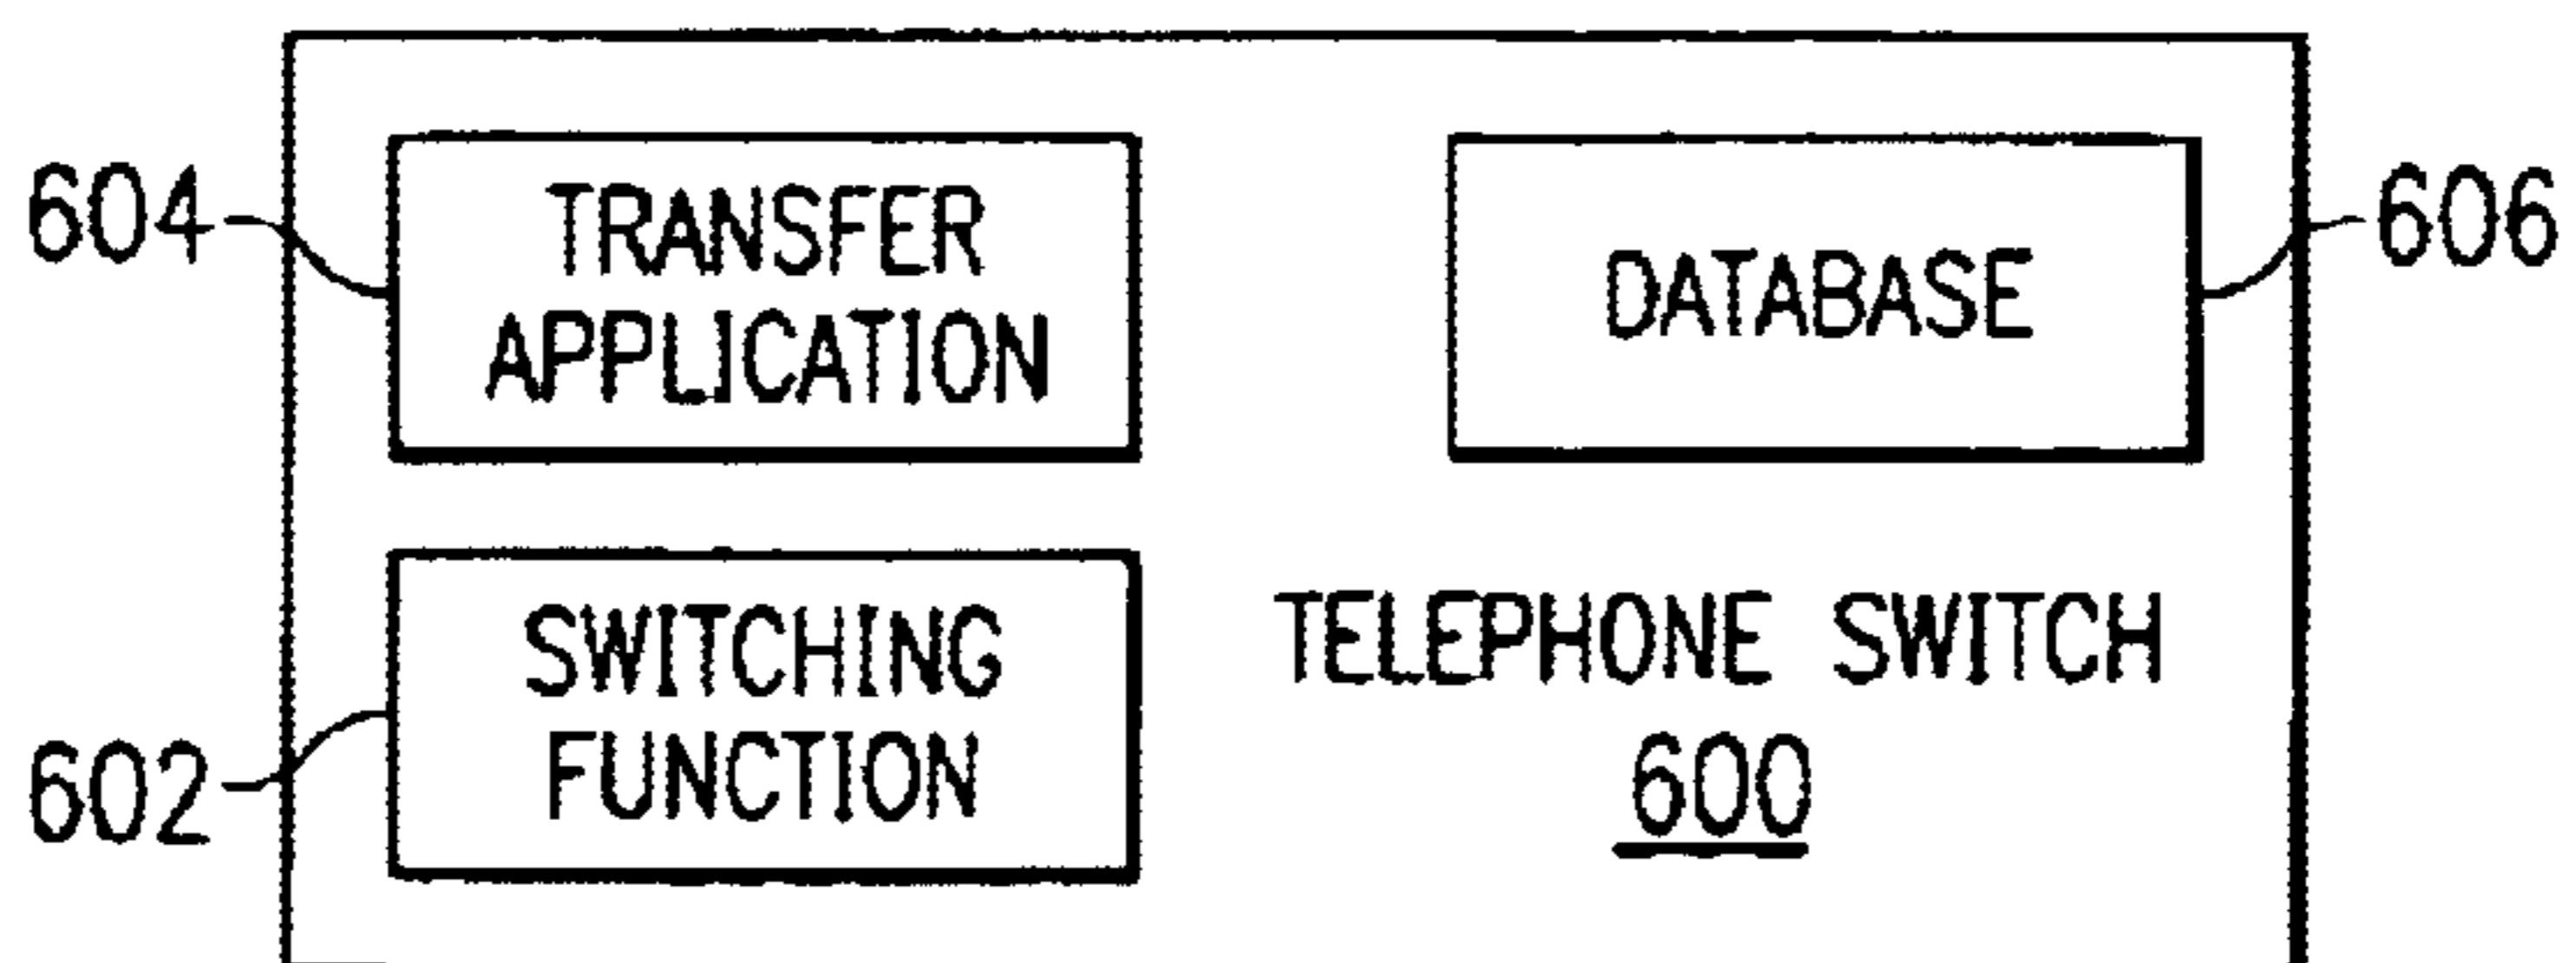 604
TRANSFER
APPLICATION
DATABASE
606
602
SWITCHING
FUNCTION
TELEPHONE SWITCH
600